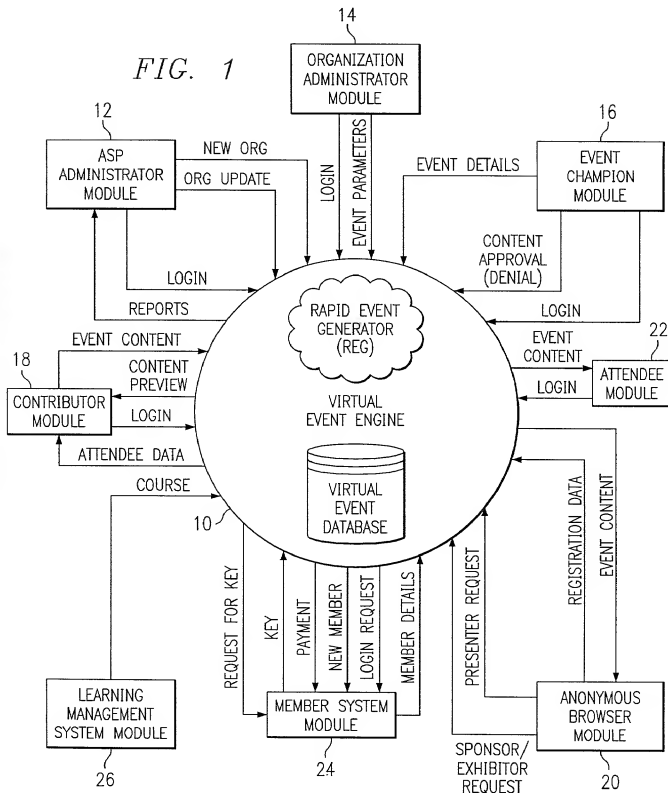 FIG. 1
14
ORGANIZATION
ADMINISTRATOR
MODULE
12
ASP
ADMINISTRATOR
MODULE
NEW ORG
ORG UPDATE
LOGIN
EVENT PARAMETERS
EVENT DETAILS
16
EVENT
CHAMPION
MODULE
CONTENT
APPROVAL
(DENIAL)
LOGIN
LOGIN
REPORTS
RAPID EVENT
GENERATOR
(REG)
EVENT CONTENT
CONTENT
PREVIEW
18
CONTRIBUTOR
MODULE
LOGIN
ATTENDEE DATA
VIRTUAL
EVENT ENGINE
EVENT
CONTENT
22
ATTENDEE
MODULE
LOGIN
COURSE
10
VIRTUAL
EVENT
DATABASE
REQUEST FOR KEY
KEY
PAYMENT
NEW MEMBER
LOGIN REQUEST
MEMBER DETAILS
PRESENTER REQUEST
REGISTRATION DATA
EVENT CONTENT
LEARNING
MANAGEMENT
SYSTEM MODULE
26
MEMBER SYSTEM
MODULE
24
SPONSOR/
EXHIBITOR
REQUEST
ANONYMOUS
BROWSER
MODULE
20